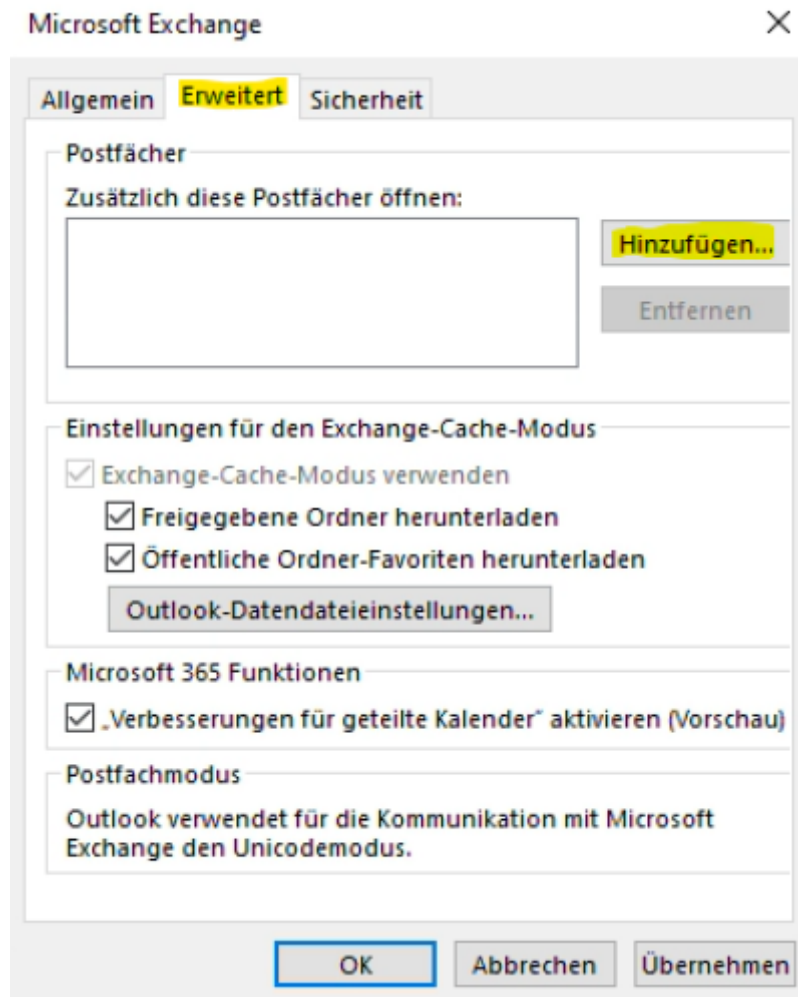 Microsoft Exchange
Allgemein Erweitert Sicherheit
Postfächer
Zusätzlich diese Postfächer öffnen:
Hinzufügen...
Entfernen
Einstellungen für den Exchange-Cache-Modus
Exchange-Cache-Modus verwenden
Freigegebene Ordner herunterladen
Öffentliche Ordner-Favoriten herunterladen
Outlook-Datendateieinstellungen...
Microsoft 365 Funktionen
„Verbesserungen für geteilte Kalender“ aktivieren (Vorschau)
Postfachmodus
Outlook verwendet für die Kommunikation mit Microsoft
Exchange den Unicodemodus.
OK Abbrechen Übernehmen